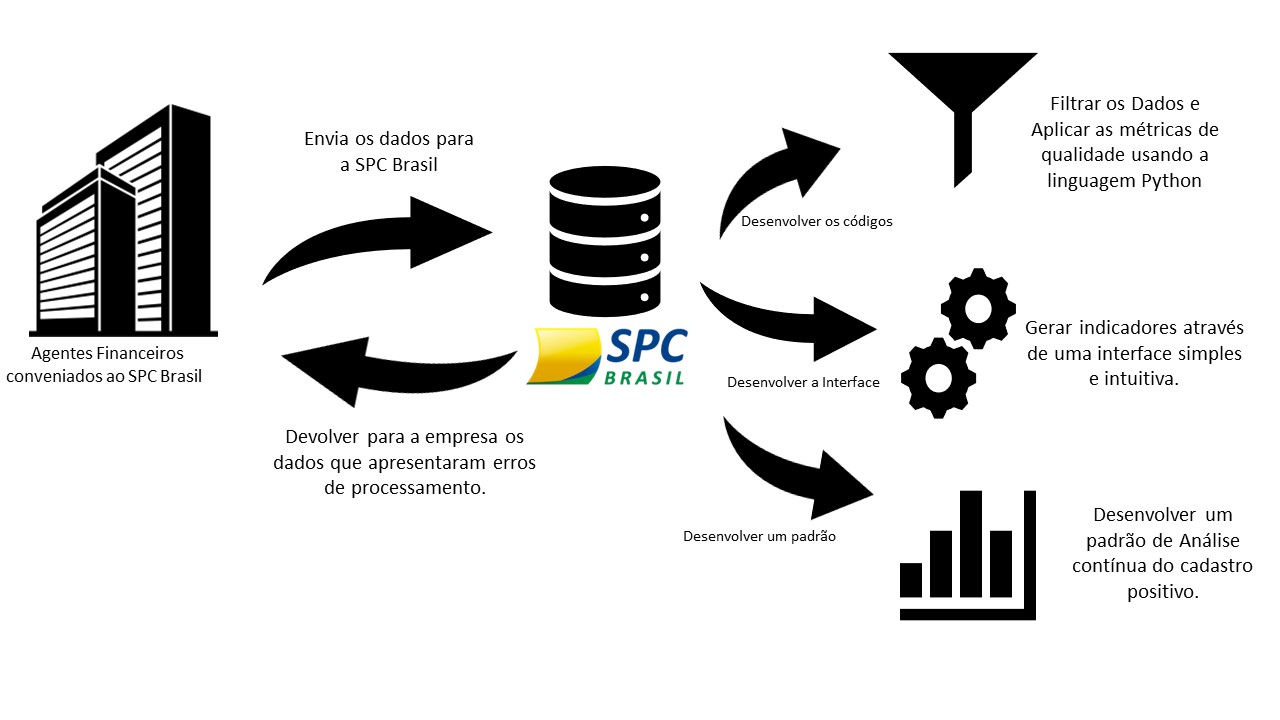 Agentes Financeiros
conveniados ao SPC Brasil
Envia os dados para
a SPC Brasil
Devolver para a empresa os
dados que apresentaram erros
de processamento.
SPC
BRASIL
Desenvolver os códigos
Filtrar os Dados e
Aplicar as métricas de
qualidade usando a
linguagem Python
Desenvolver a Interface
Gerar indicadores através
de uma interface simples
e intuitiva.
Desenvolver um padrão
Desenvolver um
padrão de Análise
contínua do cadastro
positivo.